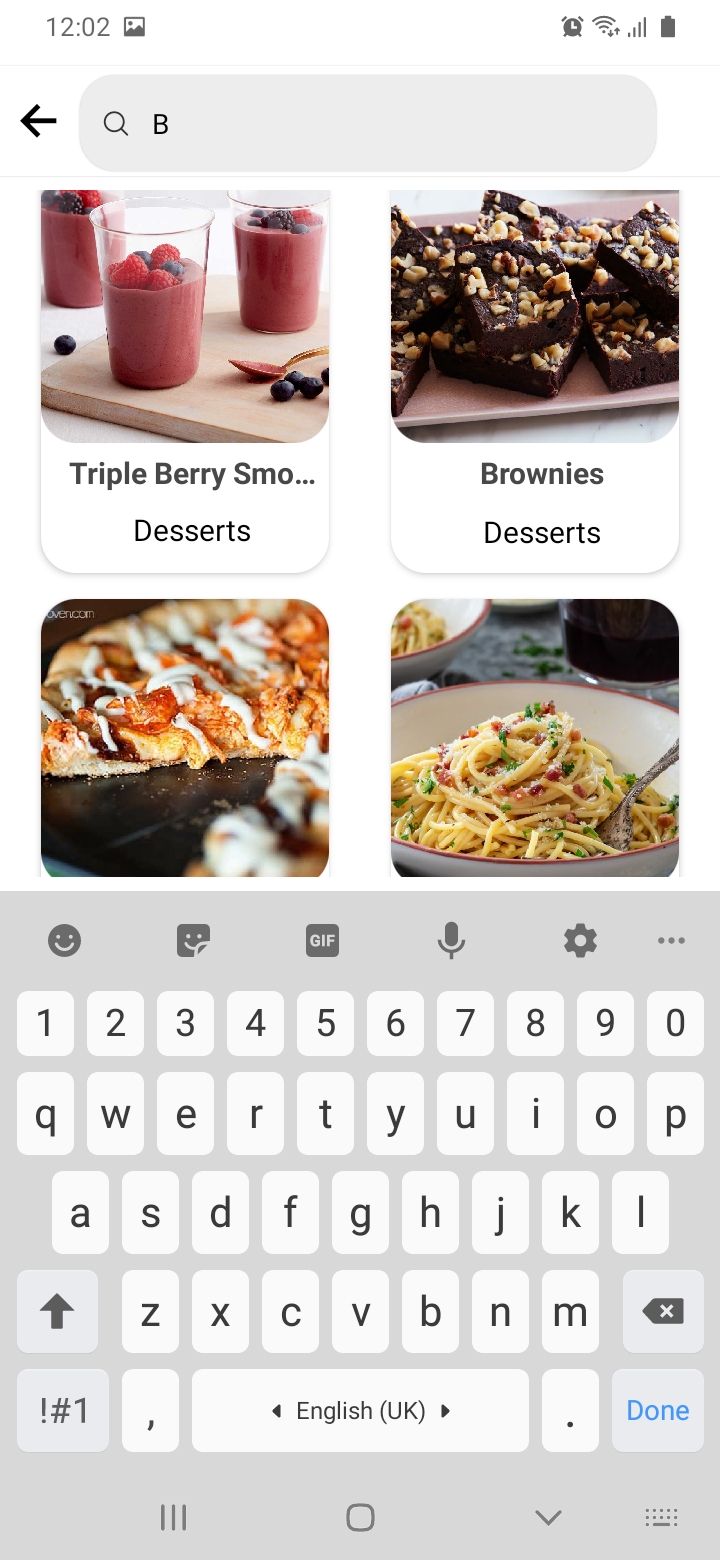 12:02
B
Triple Berry Smo...
Brownies
Desserts
Desserts
oven.com
GIF
1 2 3 4 5 6 7 8 9 0
q w e r t y u i o p
a s d f g h j k l
z x c v b n m
!#1 , English (UK) . Done